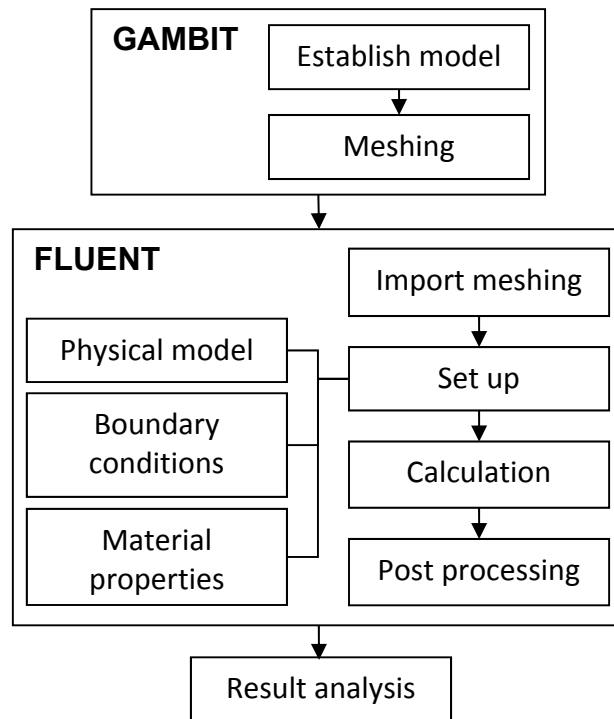 GAMBIT
Establish model
Meshing
FLUENT
Import meshing
Physical model
Set up
Boundary
conditions
Calculation
Material
properties
Post processing
Result analysis